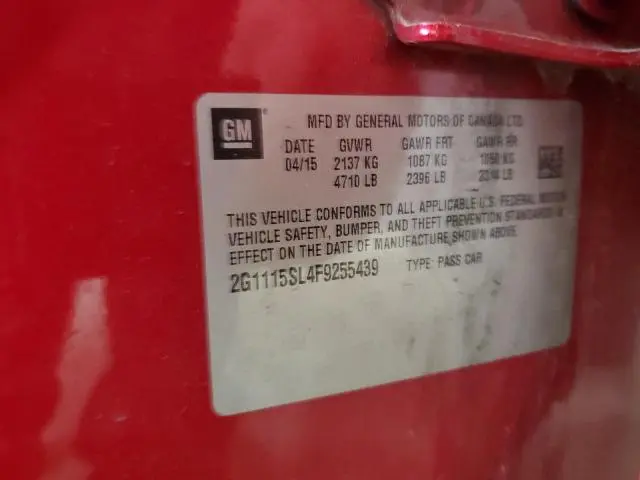 GM
MFD BY GENERAL MOTORS OF CANADA LTD
DATE GVWR GAWR FRT GAWR RR
04/15 2137 KG 1087 KG KG
4710 LB 2396 LB LB
THIS VEHICLE CONFORMS TO ALL APPLICABLE U.S. FEDERAL MOTOR
VEHICLE SAFETY, BUMPER, AND THEFT PREVENTION STANDARDS IN
EFFECT ON THE DATE OF MANUFACTURE SHOWN ABOVE.
2G1115SL4F9255439 TYPE: PASS CAR